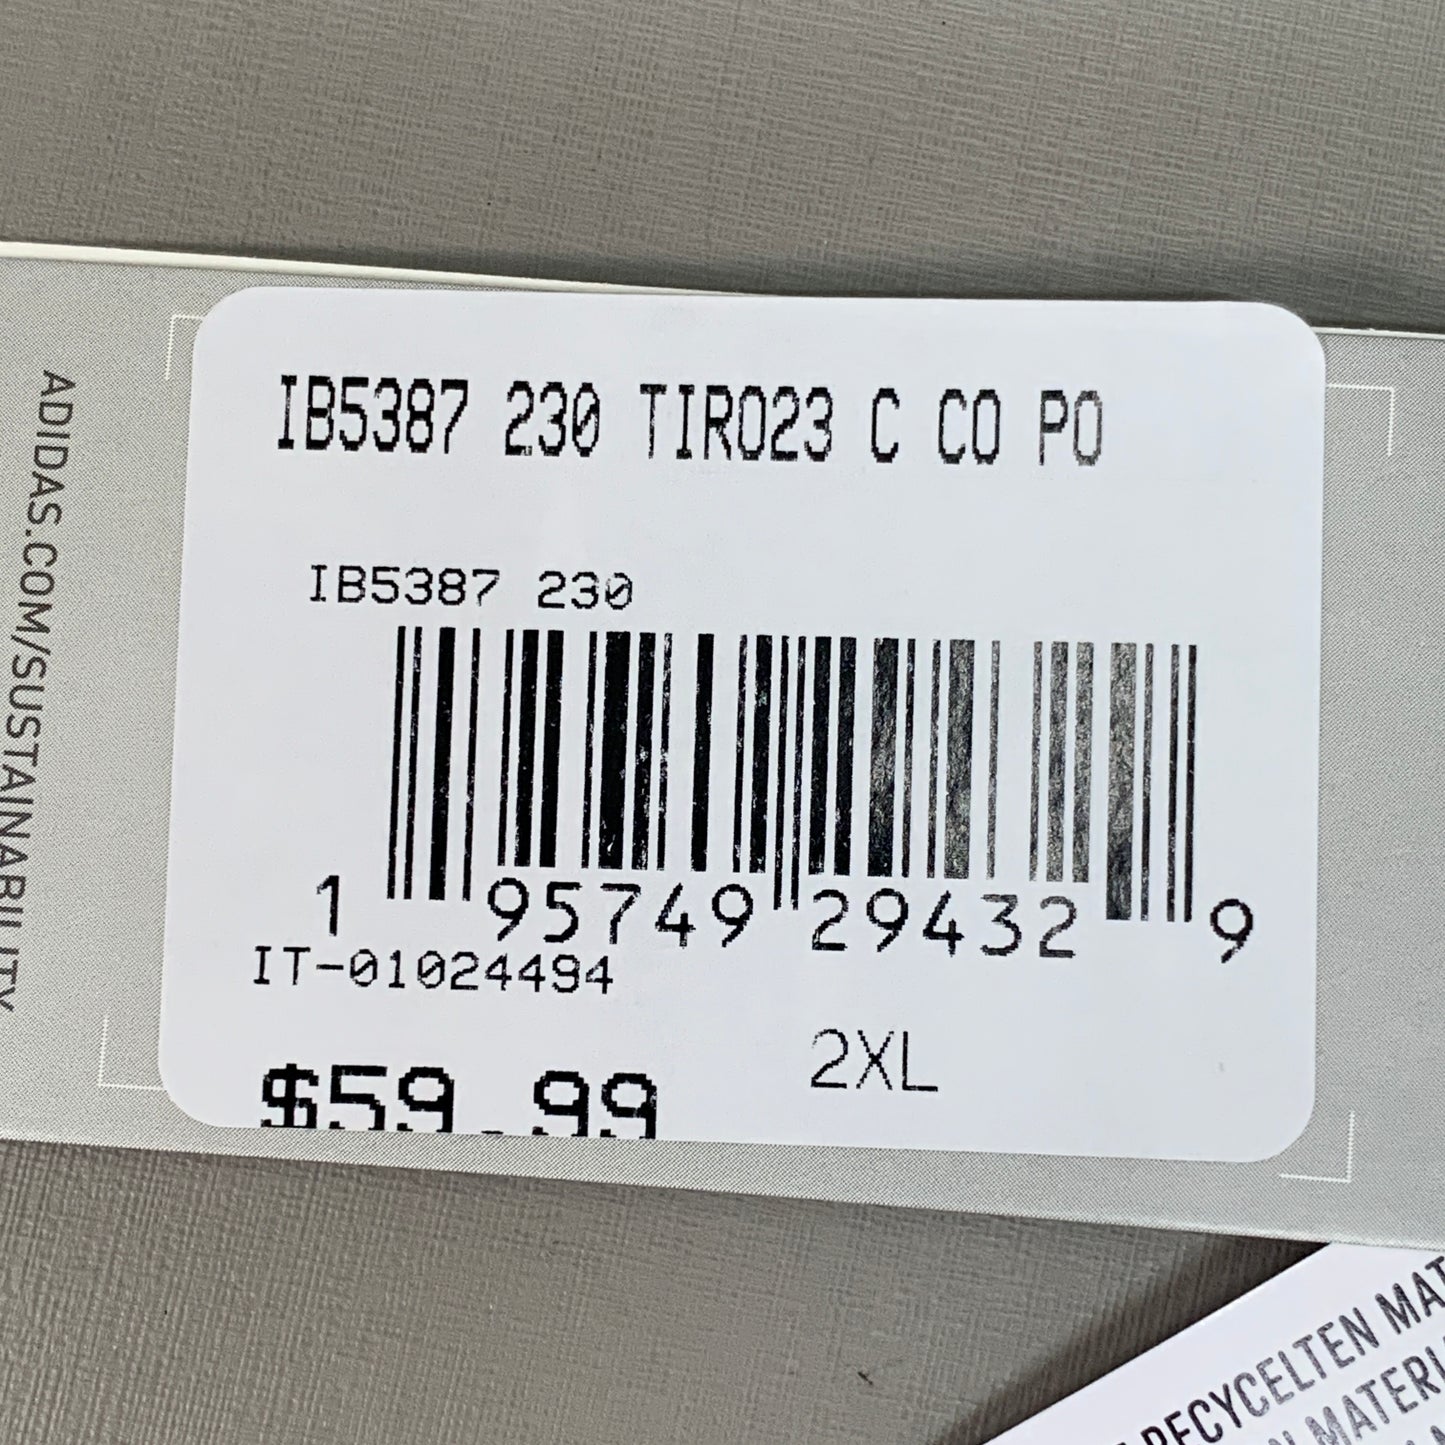 ADIDAS.COM/SUSTAINABILITY
IB5387 230 TIRO23 C CO PO
IB5387 230
1 95749 29432 9
IT-01024494
2XL
$59.99
RECYCELTEN